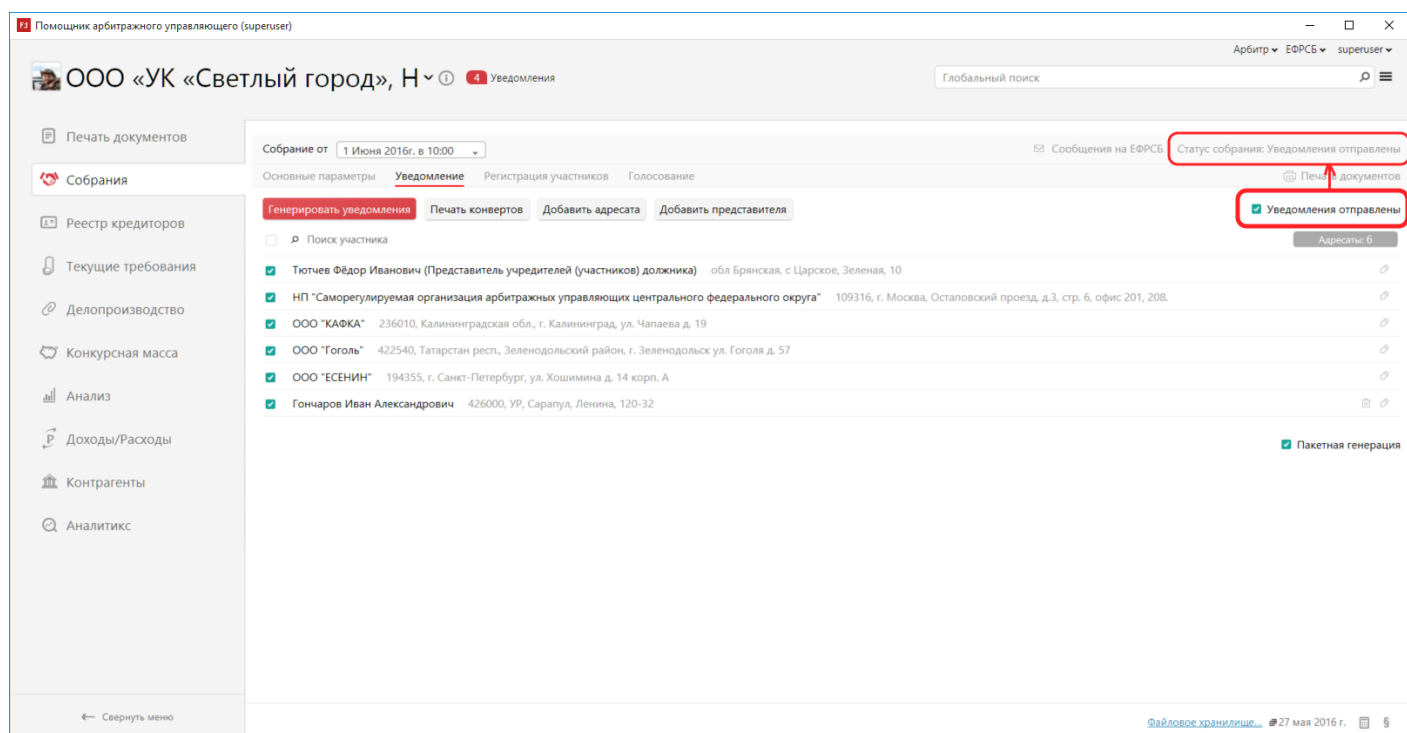 Помощник арбитражного управляющего (superuser)
Арбитр ЕФРСБ superuser
ООО «УК «Светлый город», Н 4 Уведомления
Глобальный поиск
Печать документов
Собрания
Реестр кредиторов
Текущие требования
Делопроизводство
Конкурсная масса
Анализ
Доходы/Расходы
Контрагенты
Аналитикс
Свернуть меню
Собрание от 1 Июня 2016г. в 10:00
Сообщения на ЕФРСБ Статус собрания: Уведомления отправлены
Основные параметры Уведомление Регистрация участников Голосование
Печать документов
Генерировать уведомления Печать конвертов Добавить адресата Добавить представителя
Уведомления отправлены
Поиск участника
Адресаты: 6
Тютчев Фёдор Иванович (Представитель учредителей (участников) должника) обл Брянская, с Царское, Зеленая, 10
НП "Саморегулируемая организация арбитражных управляющих центрального федерального округа" 109316, г. Москва, Остаповский проезд, д.3, стр. 6, офис 201, 208.
ООО "КАФКА" 236010, Калининградская обл., г. Калининград, ул. Чапаева д. 19
ООО "Гоголь" 422540, Татарстан респ., Зеленодольский район, г. Зеленодольск ул. Гоголя д. 57
ООО "ЕСЕНИН" 194355, г. Санкт-Петербург, ул. Хошимина д. 14 корп. А
Гончаров Иван Александрович 426000, УР, Сарапул, Ленина, 120-32
Пакетная генерация
Файловое хранилище... 27 мая 2016 г. §